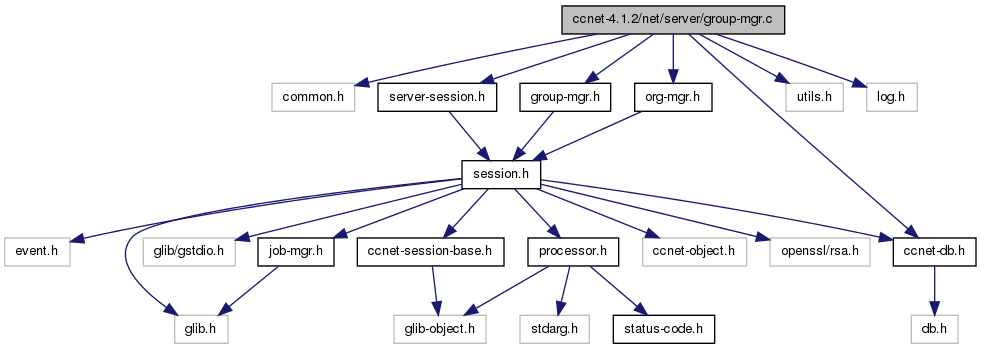 ccnet-4.1.2/net/server/group-mgr.c
common.h
server-session.h
group-mgr.h
org-mgr.h
utils.h
log.h
session.h
event.h
glib/gstdio.h
job-mgr.h
ccnet-session-base.h
processor.h
ccnet-object.h
openssl/rsa.h
ccnet-db.h
glib.h
glib-object.h
stdarg.h
status-code.h
db.h